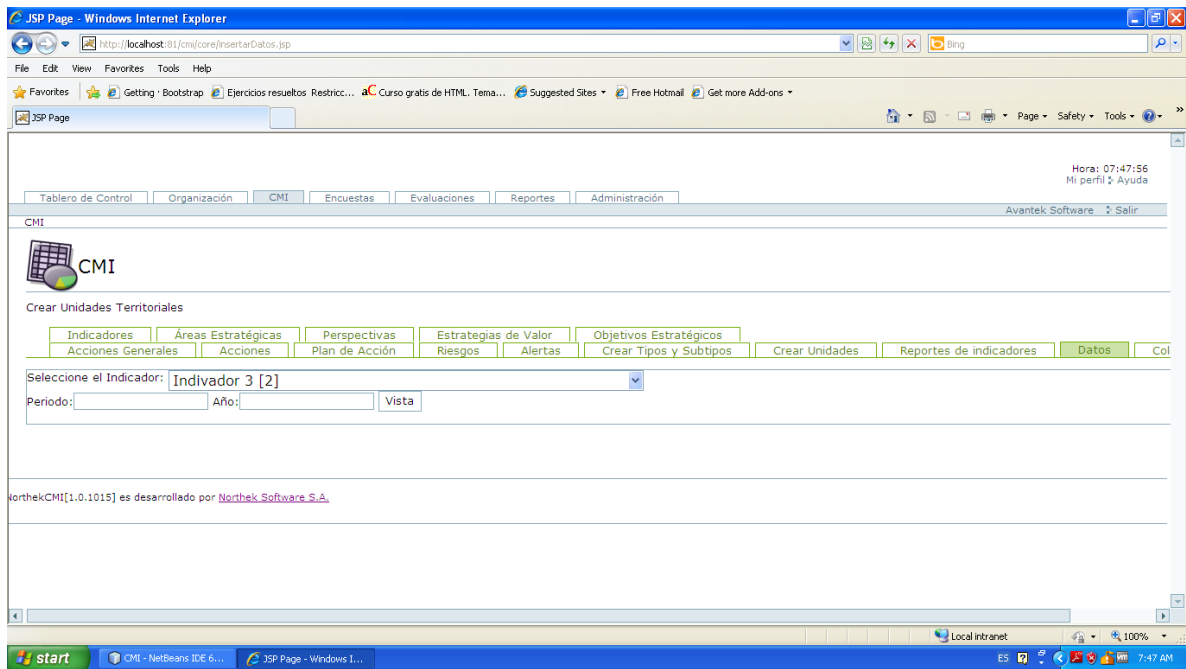 JSP Page - Windows Internet Explorer
http://localhost:81/cmi/core/insertarDatos.jsp
Bing
File Edit View Favorites Tools Help
Favorites Getting · Bootstrap Ejercicios resueltos Restricc... aC Curso gratis de HTML. Tema... Suggested Sites Free Hotmail Get more Add-ons
JSP Page Page Safety Tools »
Hora: 07:47:56
Mi perfil Ayuda
Tablero de Control Organización CMI Encuestas Evaluaciones Reportes Administración
Avantek Software Salir
CMI
CMI
Crear Unidades Territoriales
Indicadores Áreas Estratégicas Perspectivas Estrategias de Valor Objetivos Estratégicos
Acciones Generales Acciones Plan de Acción Riesgos Alertas Crear Tipos y Subtipos Crear Unidades Reportes de indicadores Datos Col
Seleccione el Indicador: Indivador 3 [2]
Periodo: Año: Vista
NorthekCMI[1.0.1015] es desarrollado por Northek Software S.A.
Local intranet 100%
start CMI - NetBeans IDE 6... JSP Page - Windows I... ES 7:47 AM